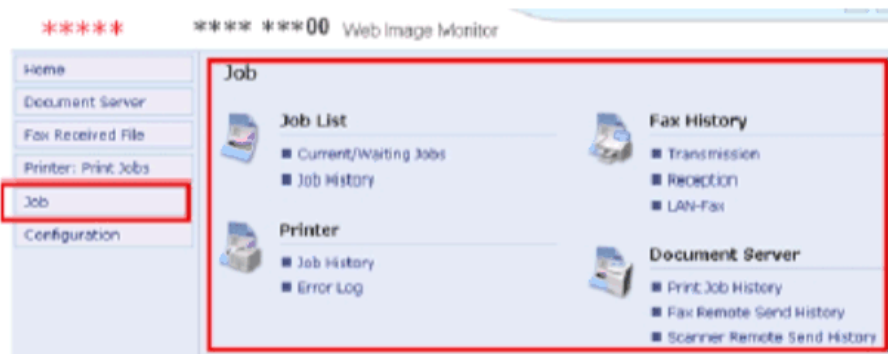 ***** **** ***00 Web Image Monitor
Home
Document Server
Fax Received File
Printer: Print Jobs
Job
Configuration
Job
Job List
Current/Waiting Jobs
Job History
Printer
Job History
Error Log
Fax History
Transmission
Reception
LAN-Fax
Document Server
Print Job History
Fax Remote Send History
Scanner Remote Send History